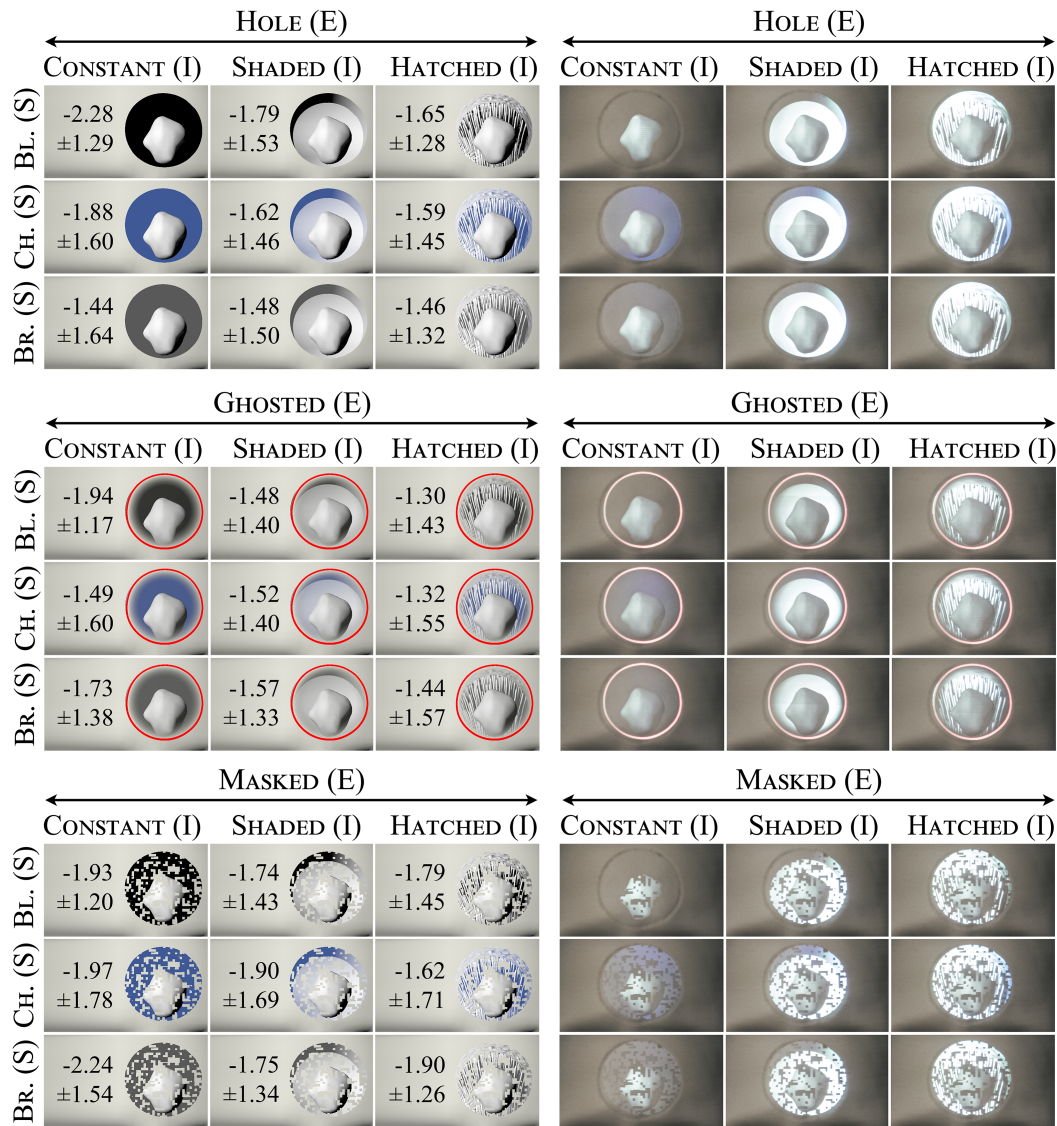 HOLE (E) HOLE (E)
CONSTANT (I) SHADED (I) HATCHED (I) CONSTANT (I) SHADED (I) HATCHED (I)
BL. (S)
-2.28 -1.79 -1.65
±1.29 ±1.53 ±1.28
CH. (S)
-1.88 -1.62 -1.59
±1.60 ±1.46 ±1.45
BR. (S)
-1.44 -1.48 -1.46
±1.64 ±1.50 ±1.32
GHOSTED (E) GHOSTED (E)
CONSTANT (I) SHADED (I) HATCHED (I) CONSTANT (I) SHADED (I) HATCHED (I)
BL. (S)
-1.94 -1.48 -1.30
±1.17 ±1.40 ±1.43
CH. (S)
-1.49 -1.52 -1.32
±1.60 ±1.40 ±1.55
BR. (S)
-1.73 -1.57 -1.44
±1.38 ±1.33 ±1.57
MASKED (E) MASKED (E)
CONSTANT (I) SHADED (I) HATCHED (I) CONSTANT (I) SHADED (I) HATCHED (I)
BL. (S)
-1.93 -1.74 -1.79
±1.20 ±1.43 ±1.45
CH. (S)
-1.97 -1.90 -1.62
±1.78 ±1.69 ±1.71
BR. (S)
-2.24 -1.75 -1.90
±1.54 ±1.34 ±1.26